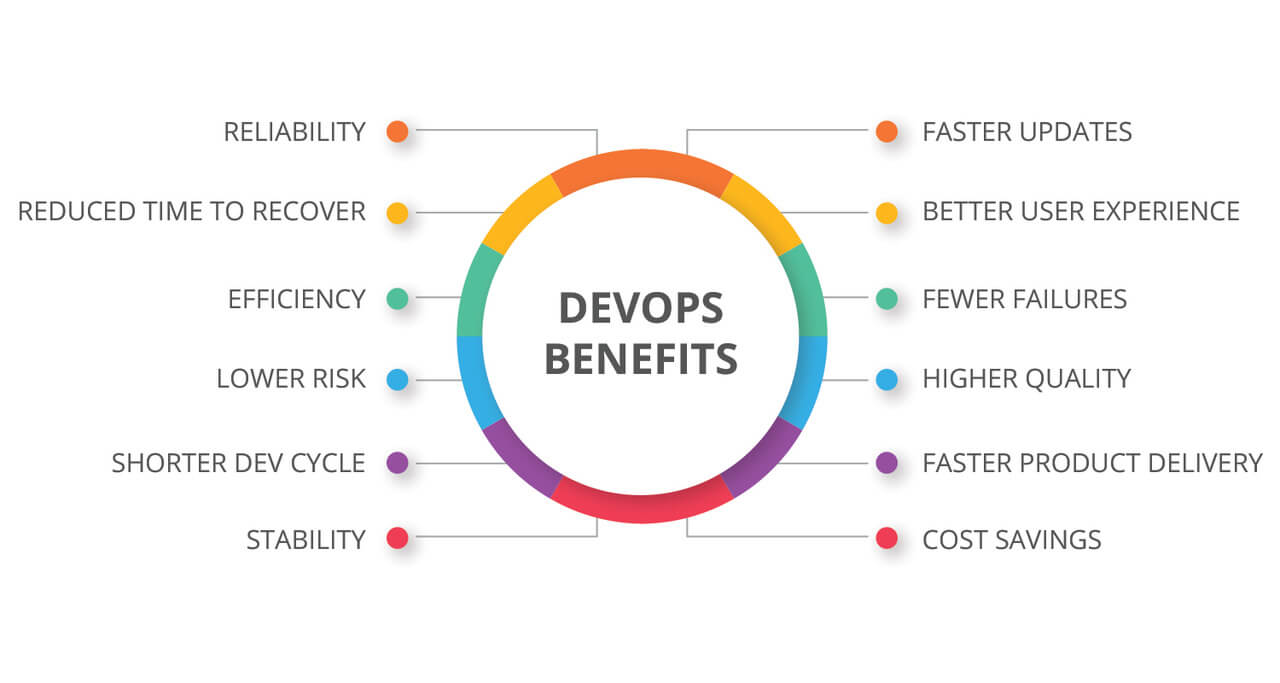 RELIABILITY
REDUCED TIME TO RECOVER
EFFICIENCY
LOWER RISK
SHORTER DEV CYCLE
STABILITY
DEVOPS
BENEFITS
FASTER UPDATES
BETTER USER EXPERIENCE
FEWER FAILURES
HIGHER QUALITY
FASTER PRODUCT DELIVERY
COST SAVINGS